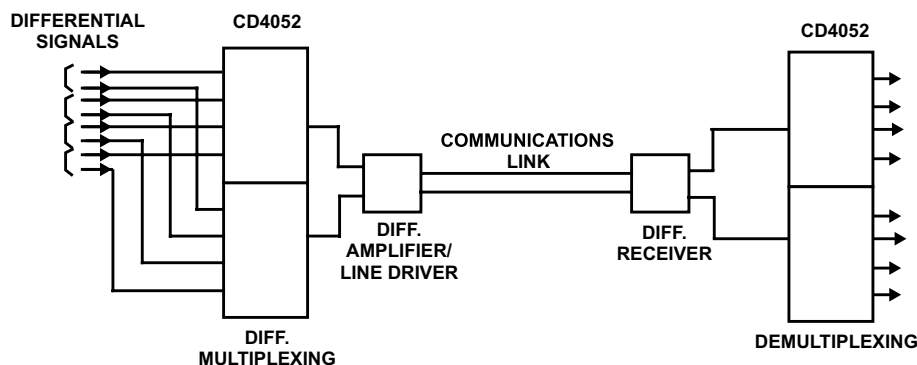 DIFFERENTIAL
SIGNALS
CD4052
CD4052
COMMUNICATIONS
LINK
DIFF.
AMPLIFIER/
LINE DRIVER
DIFF.
RECEIVER
DIFF.
MULTIPLEXING
DEMULTIPLEXING